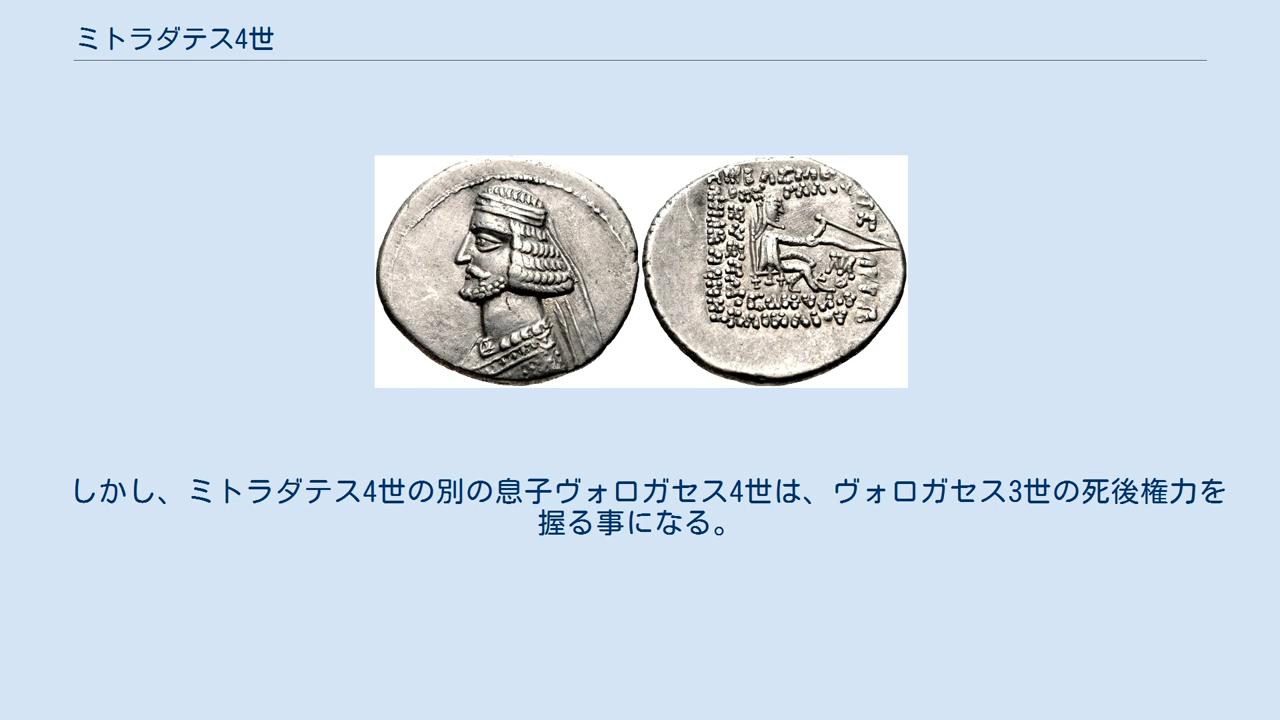 ミトラダテス4世
しかし、ミトラダテス4世の別の息子ヴォロガセス4世は、ヴォロガセス3世の死後権力を
握る事になる。